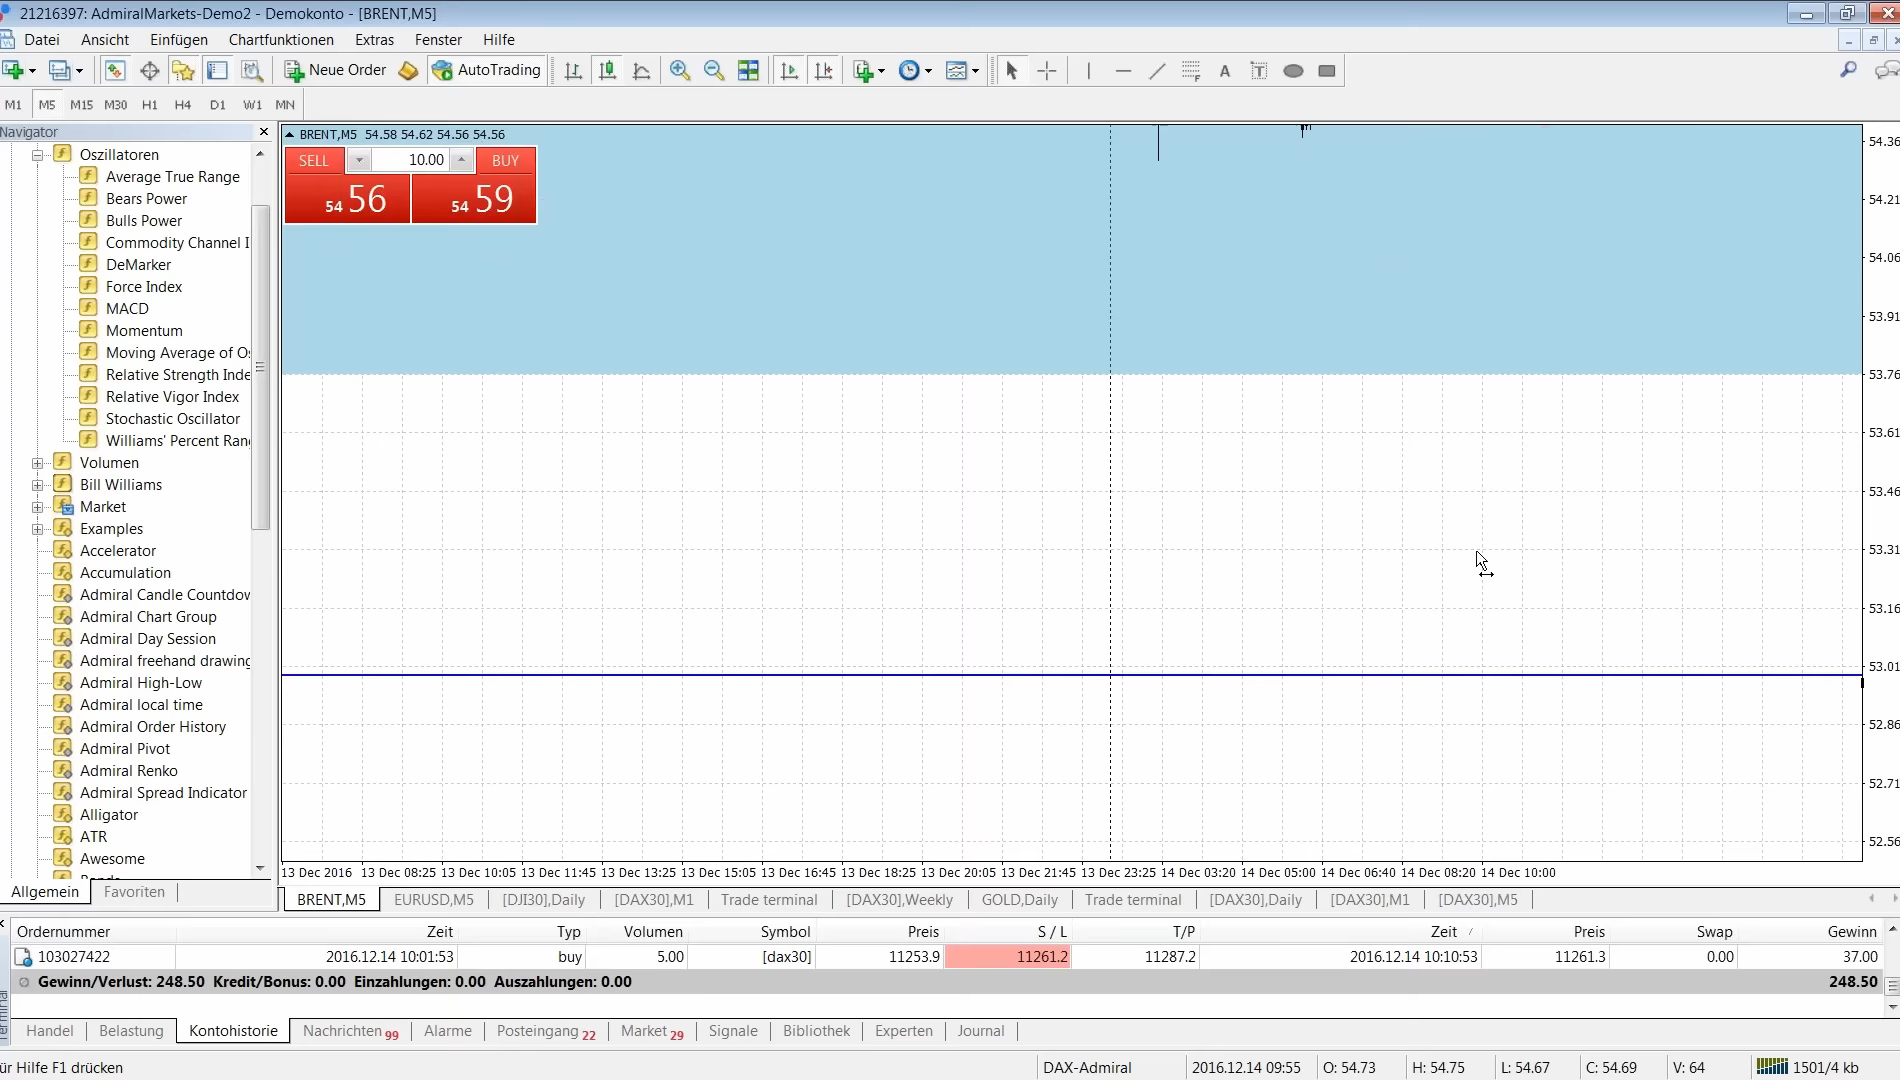 21216397: AdmiralMarkets-Demo2 - Demokonto - [BRENT,M5]
Datei Ansicht Einfügen Chartfunktionen Extras Fenster Hilfe
Neue Order AutoTrading A T F
M1 M5 M15 M30 H1 H4 D1 W1 MN
Navigator
Oszillatoren
Average True Range
Bears Power
Bulls Power
Commodity Channel I
DeMarker
Force Index
MACD
Momentum
Moving Average of Os
Relative Strength Inde
Relative Vigor Index
Stochastic Oscillator
Williams' Percent Ran
Volumen
Bill Williams
Market
Examples
Accelerator
Accumulation
Admiral Candle Countdow
Admiral Chart Group
Admiral Day Session
Admiral freehand drawing
Admiral High-Low
Admiral local time
Admiral Order History
Admiral Pivot
Admiral Renko
Admiral Spread Indicator
Alligator
ATR
Awesome
Allgemein Favoriten
BRENT,M5 54.58 54.62 54.56 54.56
SELL 10.00 BUY
54 56 54 59
54.36
54.21
54.06
53.91
53.76
53.61
53.46
53.31
53.16
53.01
52.86
52.71
52.56
13 Dec 2016 13 Dec 08:25 13 Dec 10:05 13 Dec 11:45 13 Dec 13:25 13 Dec 15:05 13 Dec 16:45 13 Dec 18:25 13 Dec 20:05 13 Dec 21:45 13 Dec 23:25 14 Dec 03:20 14 Dec 05:00 14 Dec 06:40 14 Dec 08:20 14 Dec 10:00
BRENT,M5 EURUSD,M5 [DJI30],Daily [DAX30],M1 Trade terminal [DAX30],Weekly GOLD,Daily Trade terminal [DAX30],Daily [DAX30],M1 [DAX30],M5
Ordernummer Zeit Typ Volumen Symbol Preis S / L T/P Zeit Preis Swap Gewinn
103027422 2016.12.14 10:01:53 buy 5.00 [dax30] 11253.9 11261.2 11287.2 2016.12.14 10:10:53 11261.3 0.00 37.00
Gewinn/Verlust: 248.50 Kredit/Bonus: 0.00 Einzahlungen: 0.00 Auszahlungen: 0.00 248.50
Handel Belastung Kontohistorie Nachrichten 99 Alarme Posteingang 22 Market 29 Signale Bibliothek Experten Journal
ür Hilfe F1 drücken DAX-Admiral 2016.12.14 09:55 O: 54.73 H: 54.75 L: 54.67 C: 54.69 V: 64 1501/4 kb